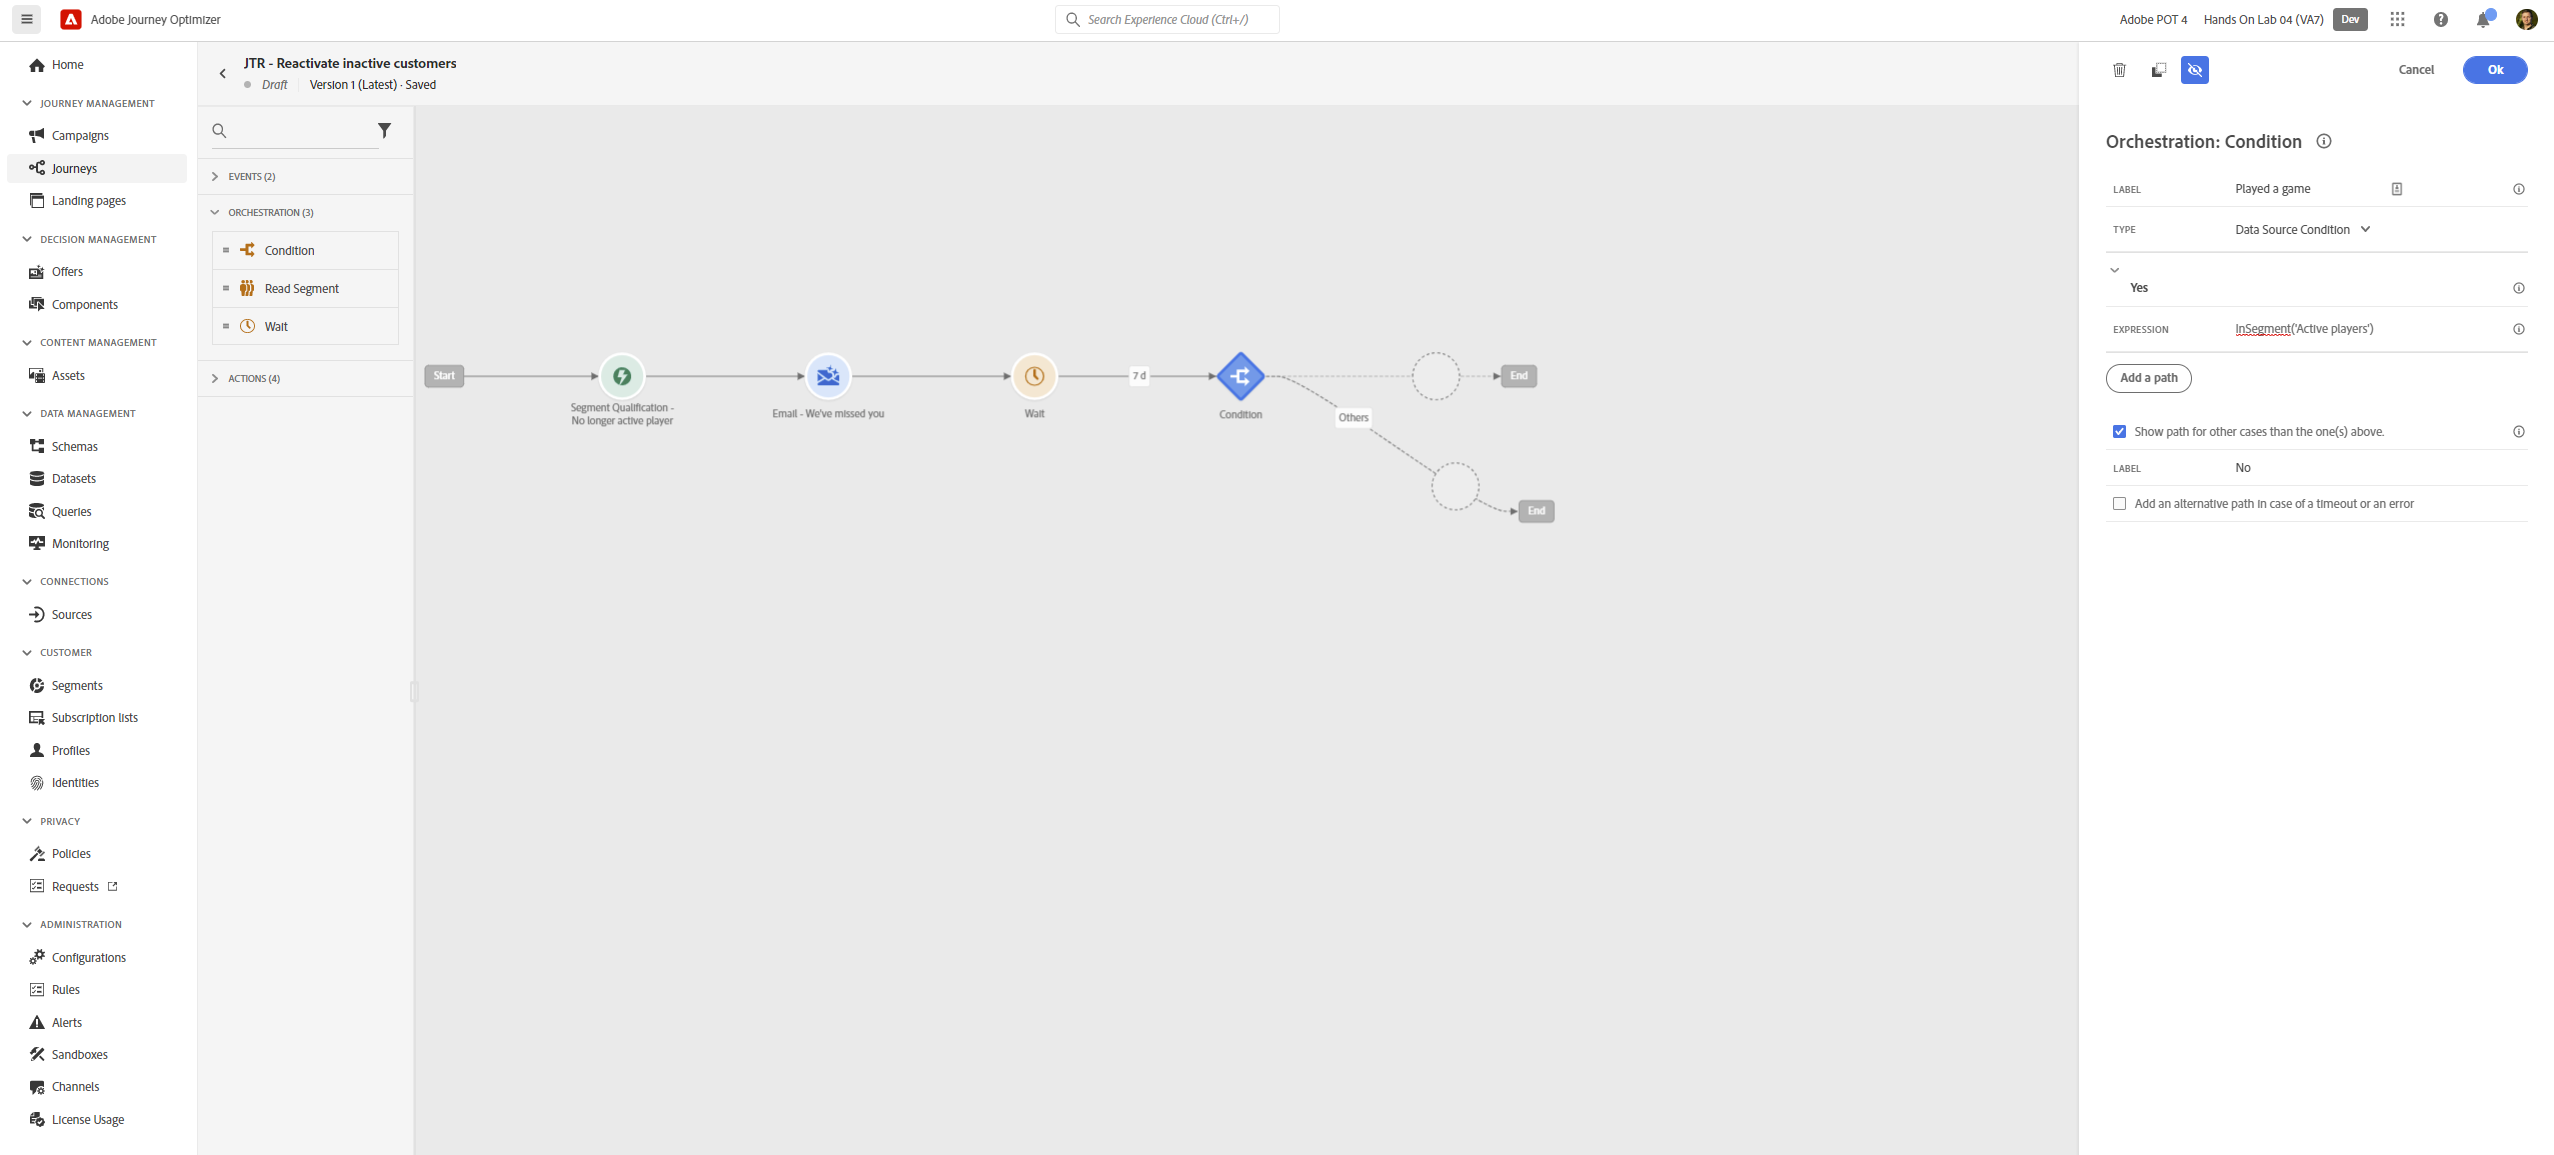 Adobe Journey Optimizer
Search Experience Cloud (Ctrl+/)
Adobe POT 4
Hands On Lab 04 (VA7)
Dev
Home
JOURNEY MANAGEMENT
Campaigns
Journeys
Landing pages
DECISION MANAGEMENT
Offers
Components
CONTENT MANAGEMENT
Assets
DATA MANAGEMENT
Schemas
Datasets
Queries
Monitoring
CONNECTIONS
Sources
CUSTOMER
Segments
Subscription lists
Profiles
Identities
PRIVACY
Policies
Requests
ADMINISTRATION
Configurations
Rules
Alerts
Sandboxes
Channels
License Usage
JTR - Reactivate inactive customers
Draft
Version 1 (Latest) · Saved
EVENTS (2)
ORCHESTRATION (3)
Condition
Read Segment
Wait
ACTIONS (4)
Start
Segment Qualification -
No longer active player
Email - We've missed you
Wait
7 d
Condition
Others
End
End
Cancel
Ok
Orchestration: Condition
LABEL
Played a game
TYPE
Data Source Condition
Yes
EXPRESSION
InSegment('Active players')
Add a path
Show path for other cases than the one(s) above.
LABEL
No
Add an alternative path in case of a timeout or an error